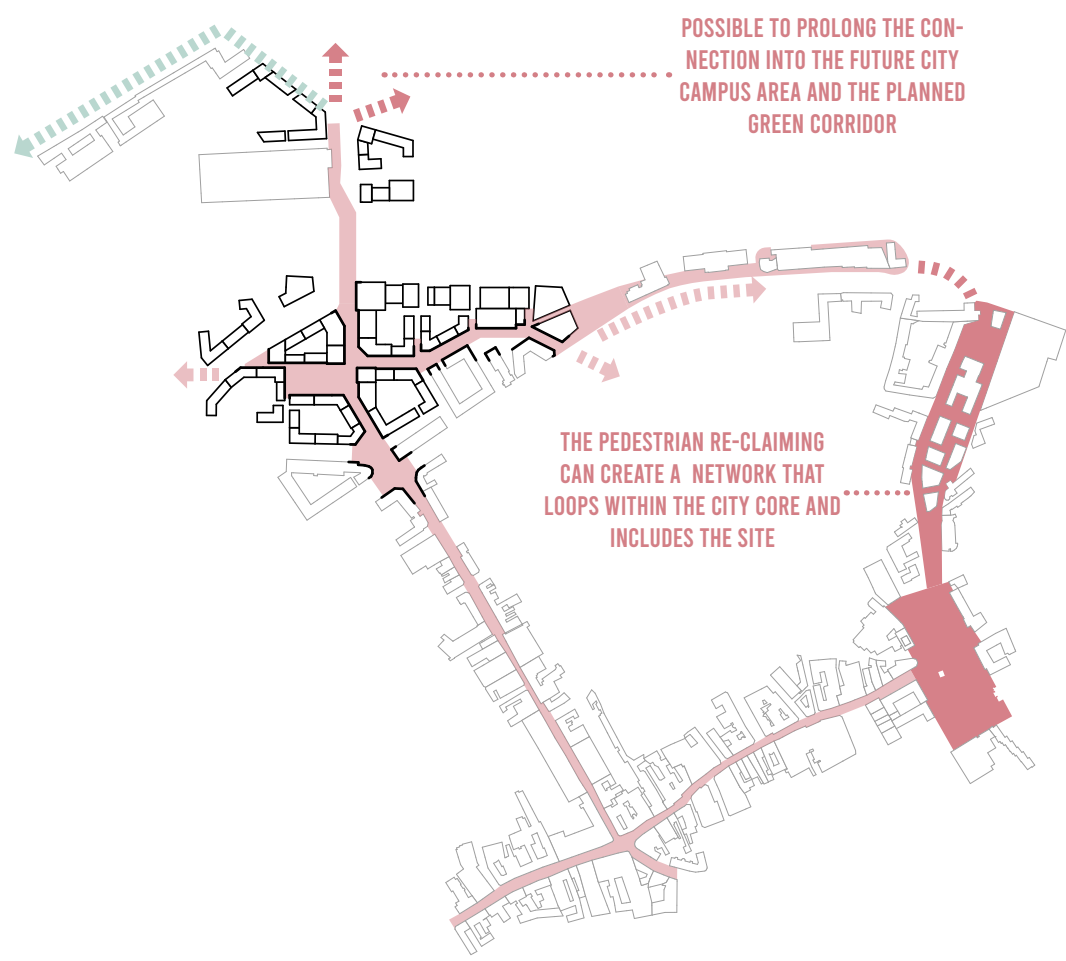 POSSIBLE TO PROLONG THE CON-
NECTION INTO THE FUTURE CITY
CAMPUS AREA AND THE PLANNED
GREEN CORRIDOR
THE PEDESTRIAN RE-CLAIMING
CAN CREATE A NETWORK THAT
LOOPS WITHIN THE CITY CORE AND
INCLUDES THE SITE